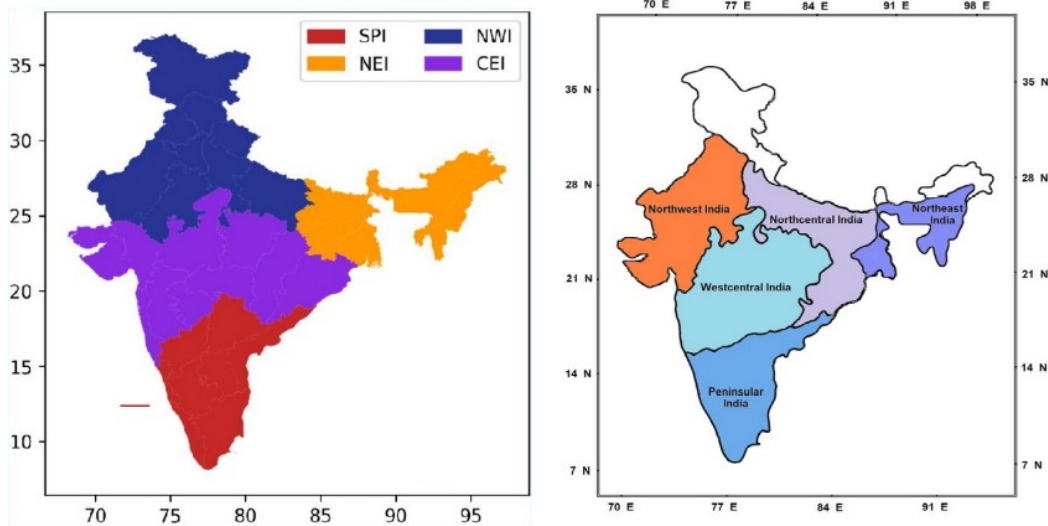 SPI NWI
NEI CEI
35
30
25
20
15
10
70 75 80 85 90 95
70 E 77 E 84 E 91 E 98 E
35 N 35 N
28 N 28 N
21 N 21 N
14 N 14 N
7 N 7 N
70 E 77 E 84 E 91 E
Northwest India
Northcentral India
Northeast
India
Westcentral India
Peninsular
India